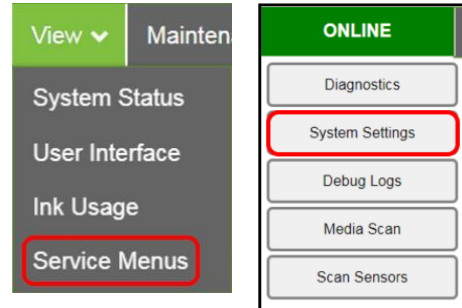 View
Mainten
System Status
User Interface
Ink Usage
Service Menus
ONLINE
Diagnostics
System Settings
Debug Logs
Media Scan
Scan Sensors